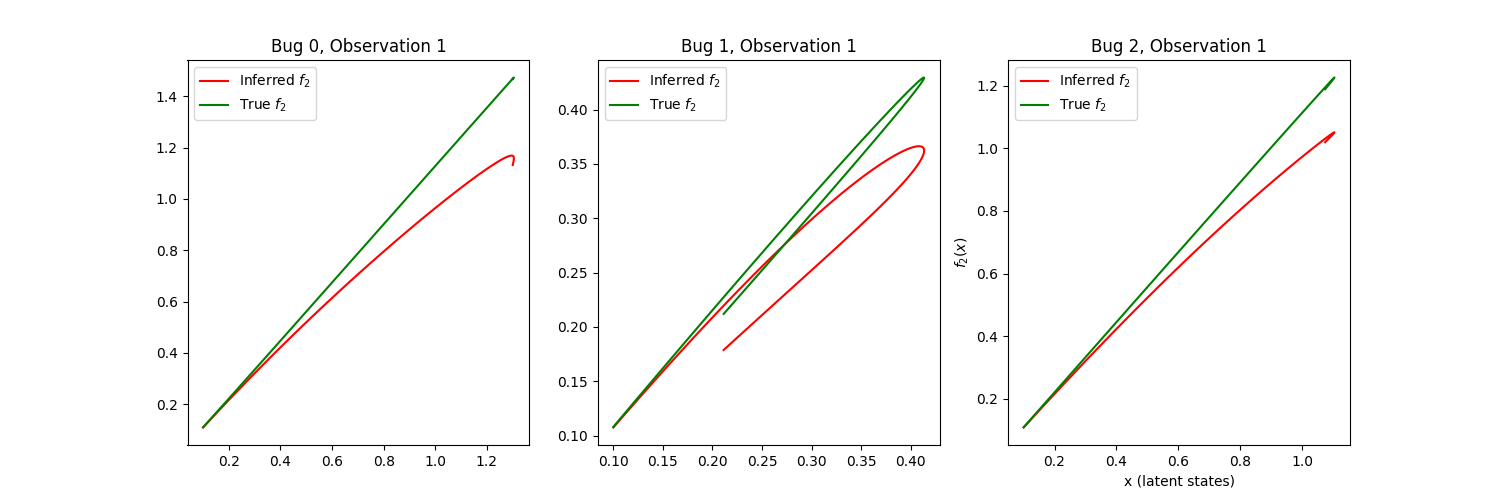 Bug 0, Observation 1
Inferred f₂
True f₂
1.4
1.2
1.0
0.8
0.6
0.4
0.2
0.2 0.4 0.6 0.8 1.0 1.2
Bug 1, Observation 1
Inferred f₂
True f₂
0.40
0.35
0.30
0.25
0.20
0.15
0.10
0.10 0.15 0.20 0.25 0.30 0.35 0.40
Bug 2, Observation 1
Inferred f₂
True f₂
f₂(x)
1.2
1.0
0.8
0.6
0.4
0.2
0.2 0.4 0.6 0.8 1.0
x (latent states)